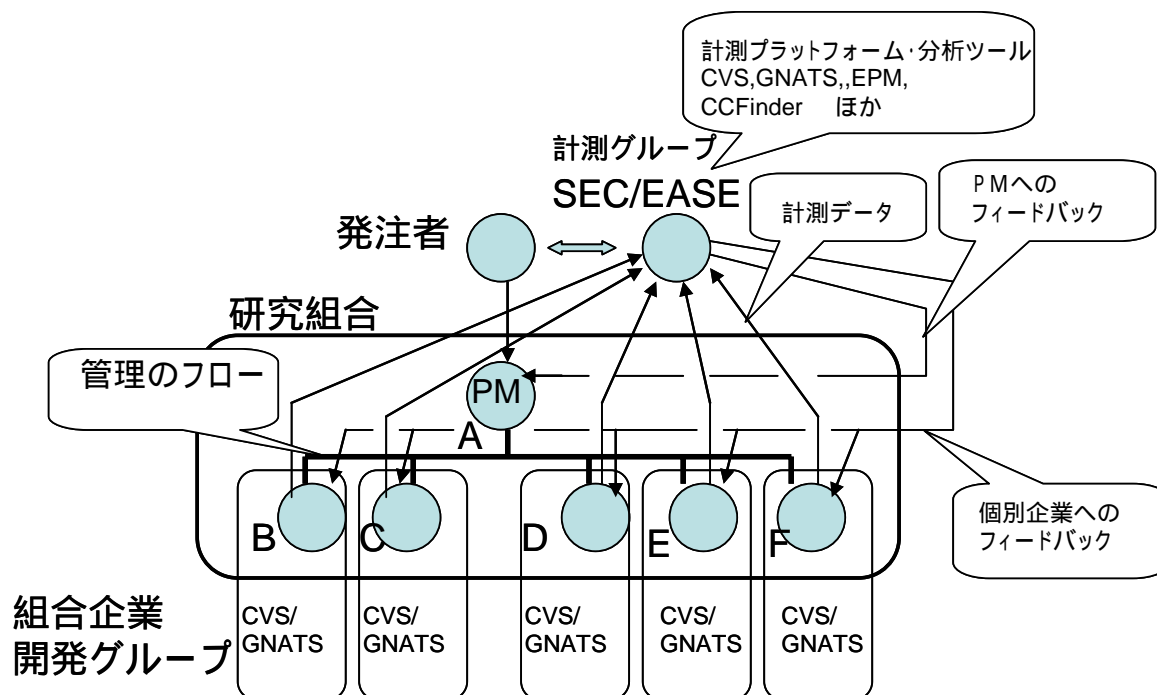 計測プラットフォーム・分析ツール
CVS,GNATS,,EPM,
CCFinder ほか
計測グループ
SEC/EASE
計測データ
ＰＭへの
フィードバック
発注者
研究組合
管理のフロー
PM
A
B
C
D
E
F
個別企業への
フィードバック
組合企業
開発グループ
CVS/
GNATS
CVS/
GNATS
CVS/
GNATS
CVS/
GNATS
CVS/
GNATS